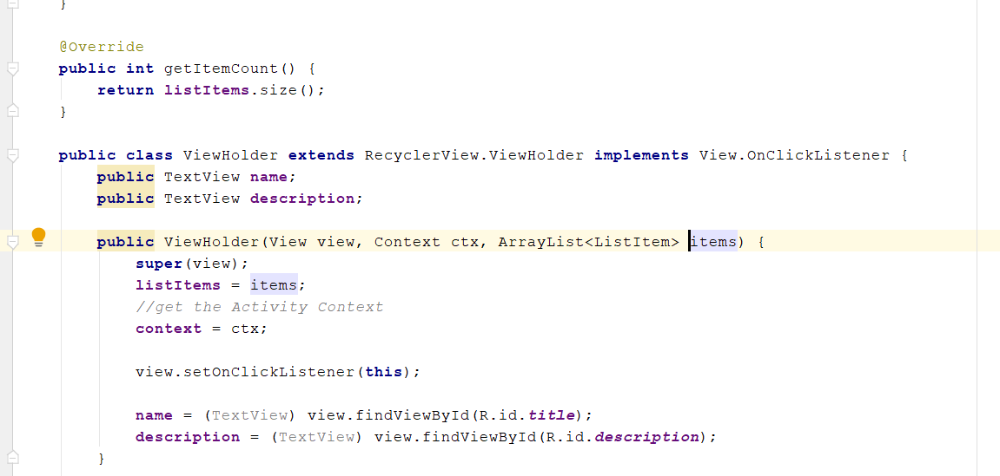 }
@Override
public int getItemCount() {
return listItems.size();
}
public class ViewHolder extends RecyclerView.ViewHolder implements View.OnClickListener {
public TextView name;
public TextView description;
public ViewHolder(View view, Context ctx, ArrayList<ListItem> items) {
super(view);
listItems = items;
//get the Activity Context
context = ctx;
view.setOnClickListener(this);
name = (TextView) view.findViewById(R.id.title);
description = (TextView) view.findViewById(R.id.description);
}